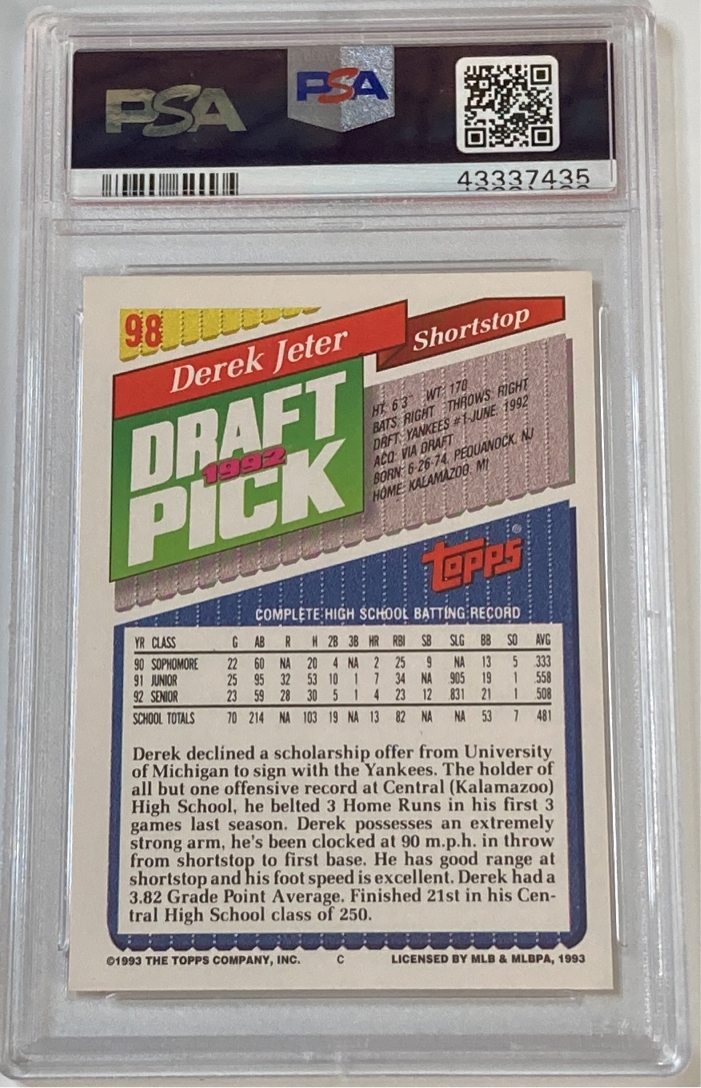 PSA
PSA
43337435
98
Derek Jeter
Shortstop
DRAFT
1992
PICK
HT: 6'3" WT: 170
BATS: RIGHT THROWS: RIGHT
DRFT: YANKEES #1-JUNE, 1992
ACQ: VIA DRAFT
BORN: 6-26-74, PEQUANOCK, NJ
HOME: KALAMAZOO, MI
Topps®
COMPLETE HIGH SCHOOL BATTING RECORD
YR CLASS G AB R H 2B 3B HR RBI SB SLG BB SO AVG
90 SOPHOMORE 22 60 NA 20 4 NA 2 25 9 NA 13 5 .333
91 JUNIOR 25 95 32 53 10 1 7 34 NA .905 19 1 .558
92 SENIOR 23 59 28 30 5 1 4 23 12 .831 21 1 .508
SCHOOL TOTALS 70 214 NA 103 19 NA 13 82 NA NA 53 7 .481
Derek declined a scholarship offer from University
of Michigan to sign with the Yankees. The holder of
all but one offensive record at Central (Kalamazoo)
High School, he belted 3 Home Runs in his first 3
games last season. Derek possesses an extremely
strong arm, he's been clocked at 90 m.p.h. in throw
from shortstop to first base. He has good range at
shortstop and his foot speed is excellent. Derek had a
3.82 Grade Point Average. Finished 21st in his Cen-
tral High School class of 250.
©1993 THE TOPPS COMPANY, INC. C LICENSED BY MLB & MLBPA, 1993